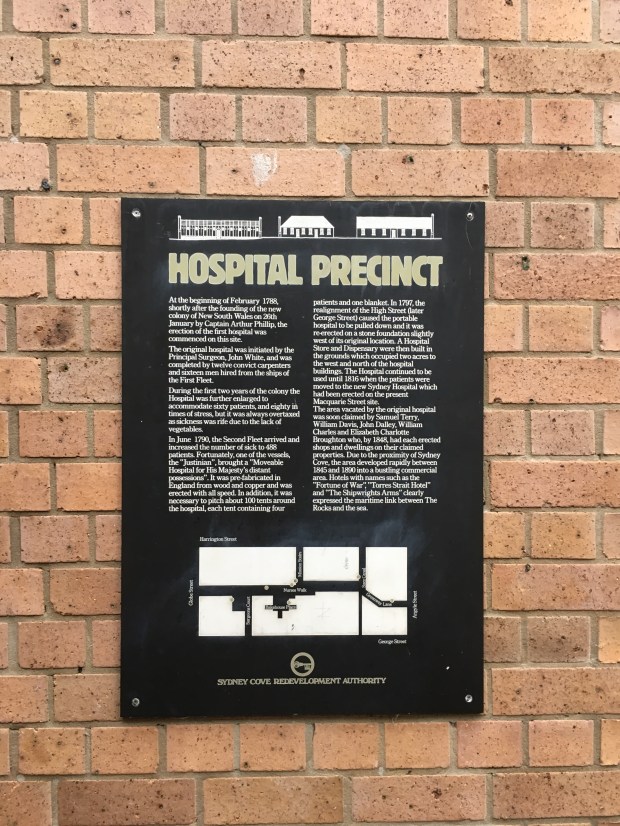 HOSPITAL PRECINCT
At the beginning of February 1788,
shortly after the founding of the new
colony of New South Wales on 26th
January by Captain Arthur Phillip, the
erection of the first hospital was
commenced on this site.
The original hospital was initiated by the
Principal Surgeon, John White, and was
completed by twelve convict carpenters
and sixteen men hired from the ships of
the First Fleet.
During the first two years of the colony the
Hospital was further enlarged to
accommodate sixty patients, and eighty in
times of stress, but it was always overtaxed
as sickness was rife due to the lack of
vegetables.
In June 1790, the Second Fleet arrived and
increased the number of sick to 488
patients. Fortunately, one of the vessels,
the "Justinian", brought a "Moveable
Hospital for His Majesty's distant
possessions". It was pre-fabricated in
England from wood and copper and was
erected with all speed. In addition, it was
necessary to pitch about 100 tents around
the hospital, each tent containing four
patients and one blanket. In 1797, the
realignment of the High Street (later
George Street) caused the portable
hospital to be pulled down and it was
re-erected on a stone foundation slightly
west of its original location. A Hospital
Store and Dispensary were then built in
the grounds which occupied two acres to
the west and north of the hospital
buildings. The Hospital continued to be
used until 1816 when the patients were
moved to the new Sydney Hospital which
had been erected on the present
Macquarie Street site.
The area vacated by the original hospital
was soon claimed by Samuel Terry,
William Davis, John Dalley, William
Charles and Elizabeth Charlotte
Broughton who, by 1848, had each erected
shops and dwellings on their claimed
properties. Due to the proximity of Sydney
Cove, the area developed rapidly between
1845 and 1890 into a bustling commercial
area. Hotels with names such as the
"Fortune of War", "Torres Strait Hotel"
and "The Shipwrights Arms" clearly
expressed the maritime link between The
Rocks and the sea.
Harrington Street
Globe Street
Nurses Walk
Surgeons Court
Lane
Argyle Street
George Street
SYDNEY COVE REDEVELOPMENT AUTHORITY